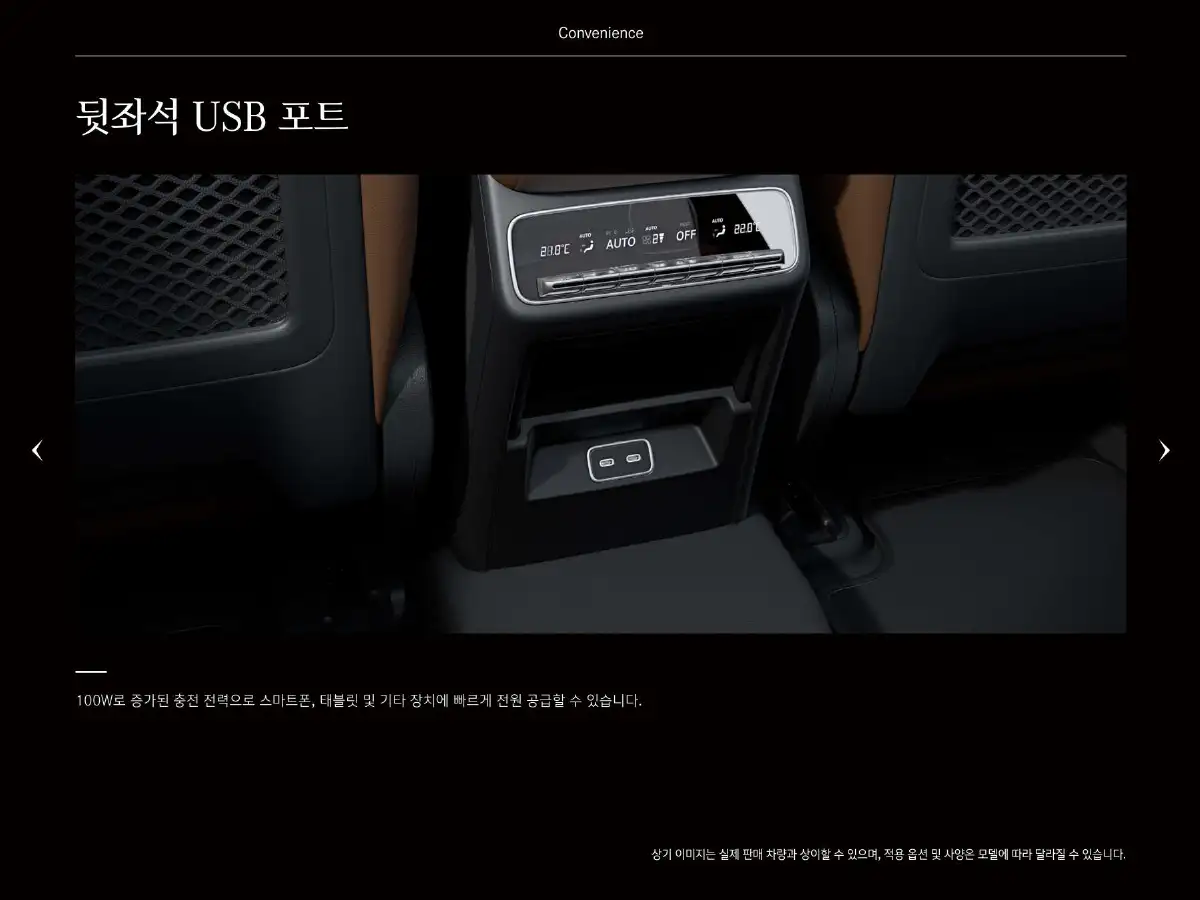 Convenience
뒷좌석 USB 포트
AUTO AUTO AUTO
21.0°C AUTO OFF 22.0°C
100W로 증가된 충전 전력으로 스마트폰, 태블릿 및 기타 장치에 빠르게 전원 공급할 수 있습니다.
상기 이미지는 실제 판매 차량과 상이할 수 있으며, 적용 옵션 및 사양은 모델에 따라 달라질 수 있습니다.